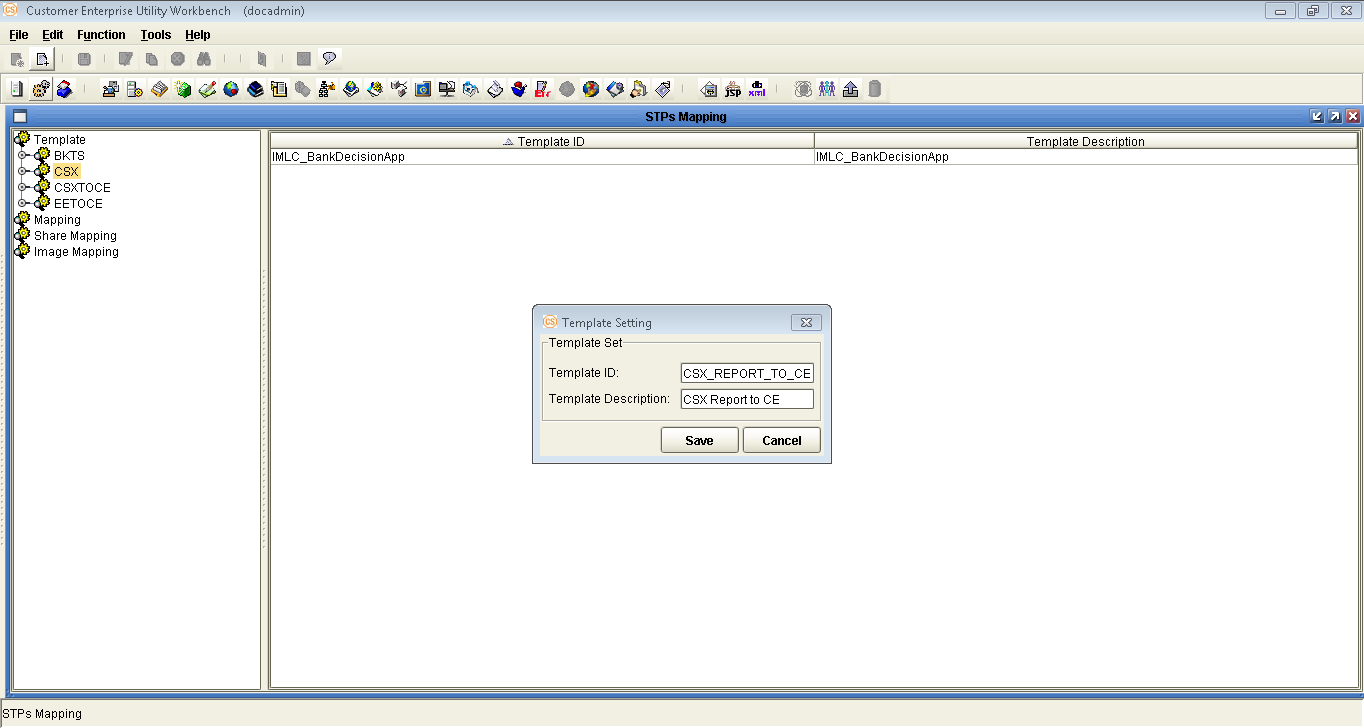 CS Customer Enterprise Utility Workbench (docadmin)
File Edit Function Tools Help
jsp xml
STPs Mapping
Template
BKTS
CSX
CSXTOCE
EETOCE
Mapping
Share Mapping
Image Mapping
Template ID Template Description
IMLC_BankDecisionApp IMLC_BankDecisionApp
CS Template Setting
Template Set
Template ID: CSX_REPORT_TO_CE
Template Description: CSX Report to CE
Save Cancel
STPs Mapping